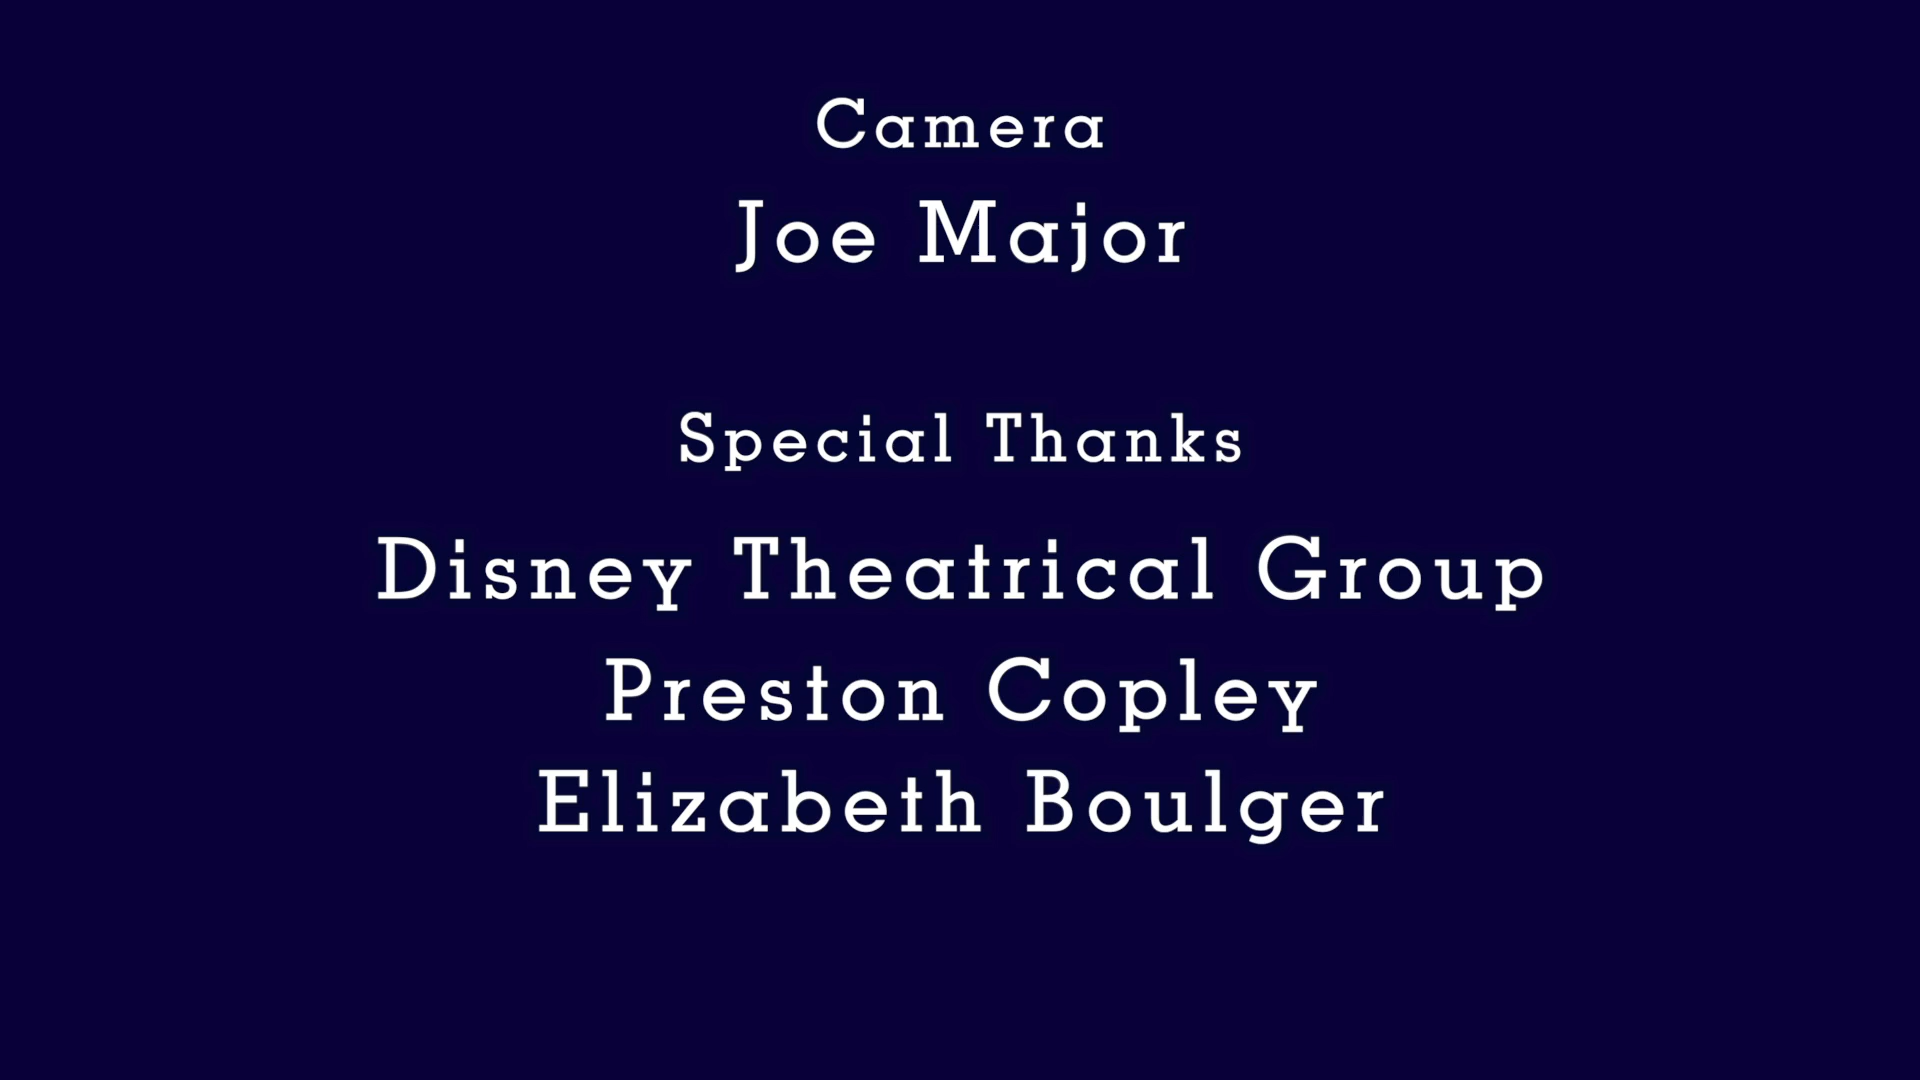 Camera
Joe Major
Special Thanks
Disney Theatrical Group
Preston Copley
Elizabeth Boulger